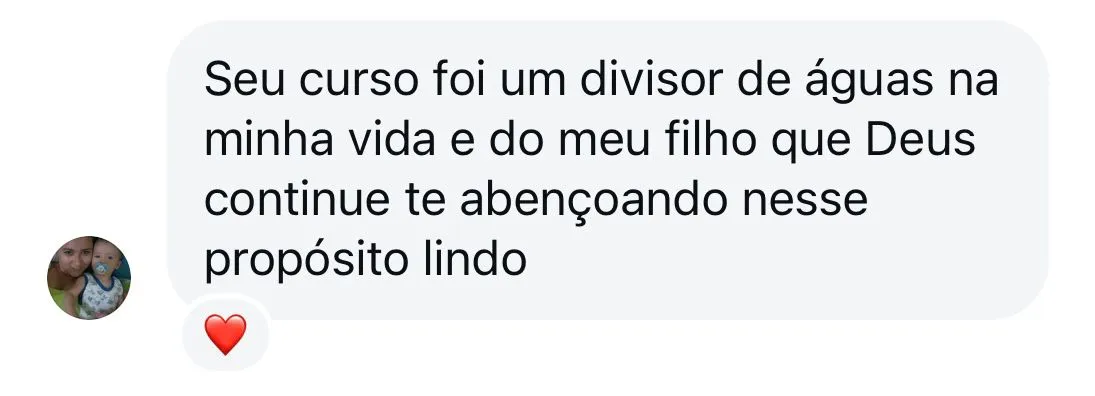 Seu curso foi um divisor de águas na
minha vida e do meu filho que Deus
continue te abençoando nesse
propósito lindo